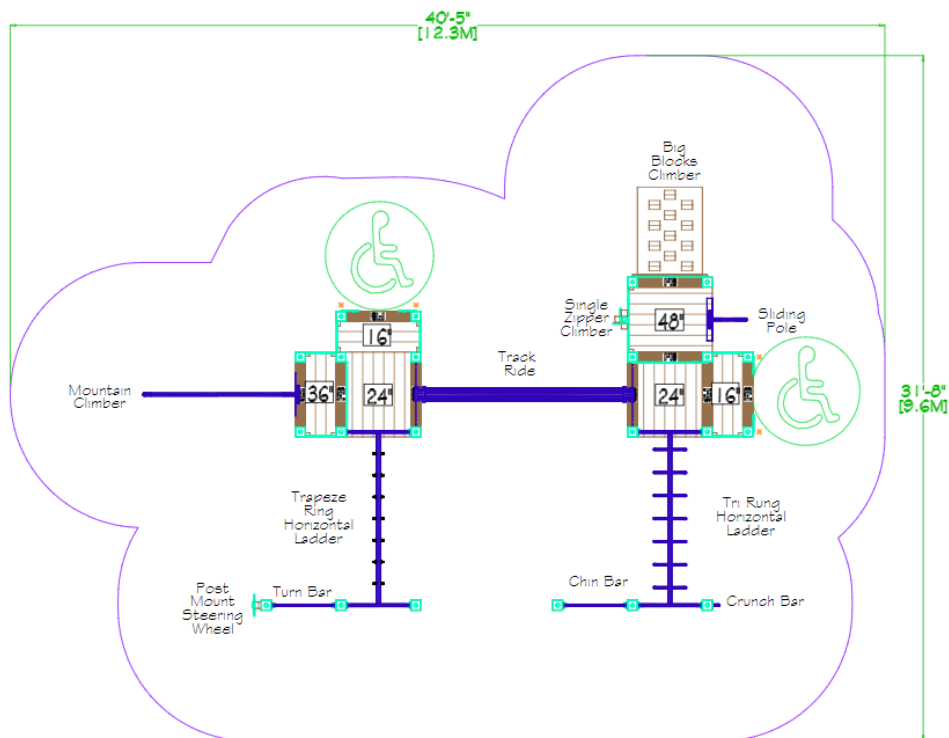 40'-5"
[12.3M]
Big
Blocks
Climber
Single
Zipper
Climber
48"
Sliding
Pole
16"
Track
Ride
Mountain
Climber
36"
24"
24"
16"
31'-8"
[9.6M]
Trapeze
Ring
Horizontal
Ladder
Tri Rung
Horizontal
Ladder
Post
Mount
Steering
Wheel
Turn Bar
Chin Bar
Crunch Bar